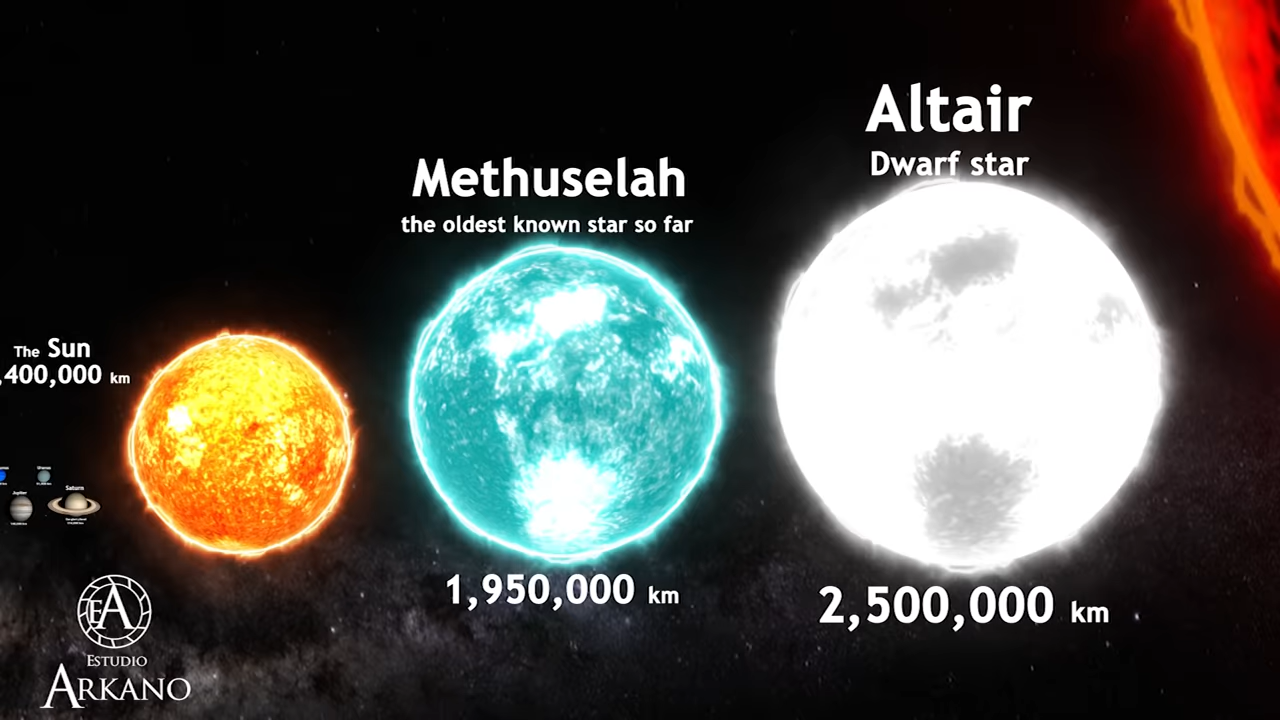 Altair
Dwarf star
Methuselah
the oldest known star so far
The Sun
,400,000 km
Saturn
Jupiter
1,950,000 km
2,500,000 km
EA
ESTUDIO
ARKANO